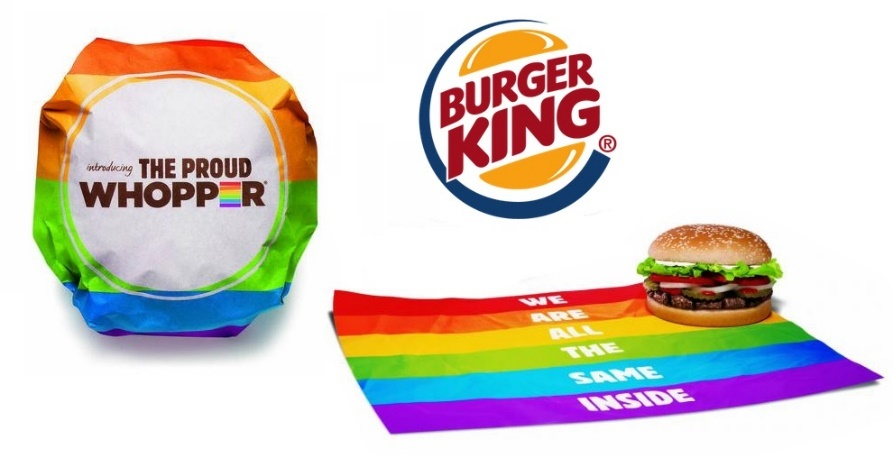 introducing THE PROUD
WHOPPER®
BURGER
KING®
WE
ARE
ALL
THE
SAME
INSIDE